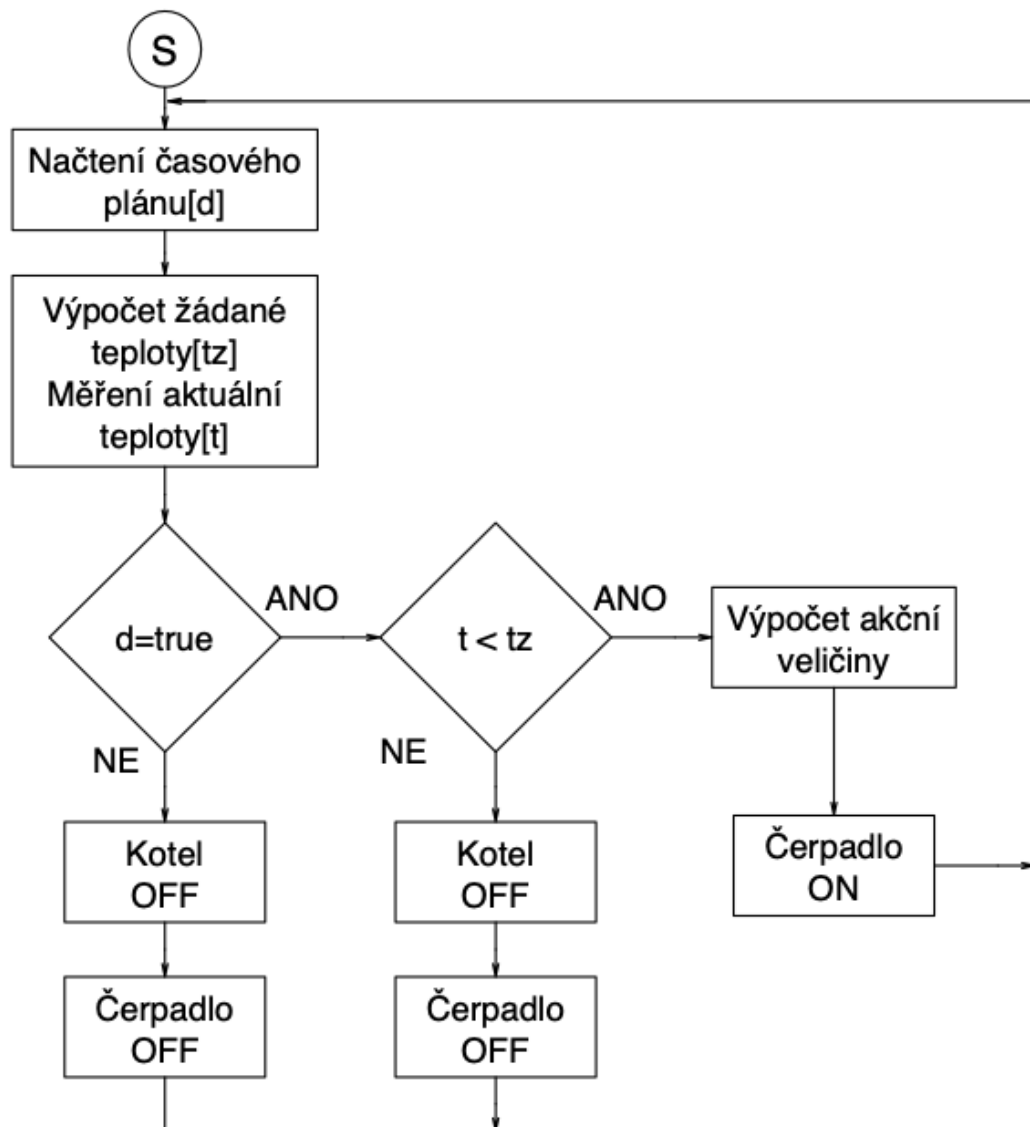 S
Načtení časového
plánu[d]
Výpočet žádané
teploty[tz]
Měření aktuální
teploty[t]
d=true
ANO
t < tz
ANO
Výpočet akční
veličiny
NE
NE
Kotel
OFF
Kotel
OFF
Čerpadlo
ON
Čerpadlo
OFF
Čerpadlo
OFF